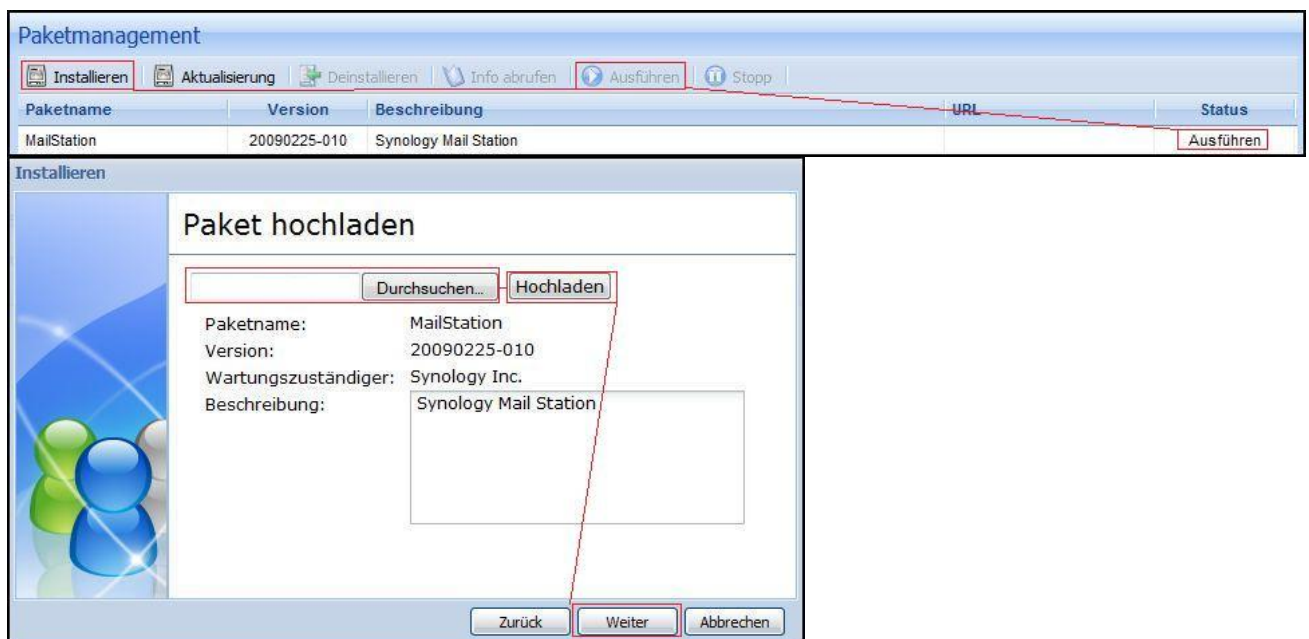 Paketmanagement
Installieren Aktualisierung Deinstallieren Info abrufen Ausführen Stopp
Paketname Version Beschreibung URL Status
MailStation 20090225-010 Synology Mail Station Ausführen
Installieren
Paket hochladen
Durchsuchen... Hochladen
Paketname: MailStation
Version: 20090225-010
Wartungszuständiger: Synology Inc.
Beschreibung: Synology Mail Station
Zurück Weiter Abbrechen